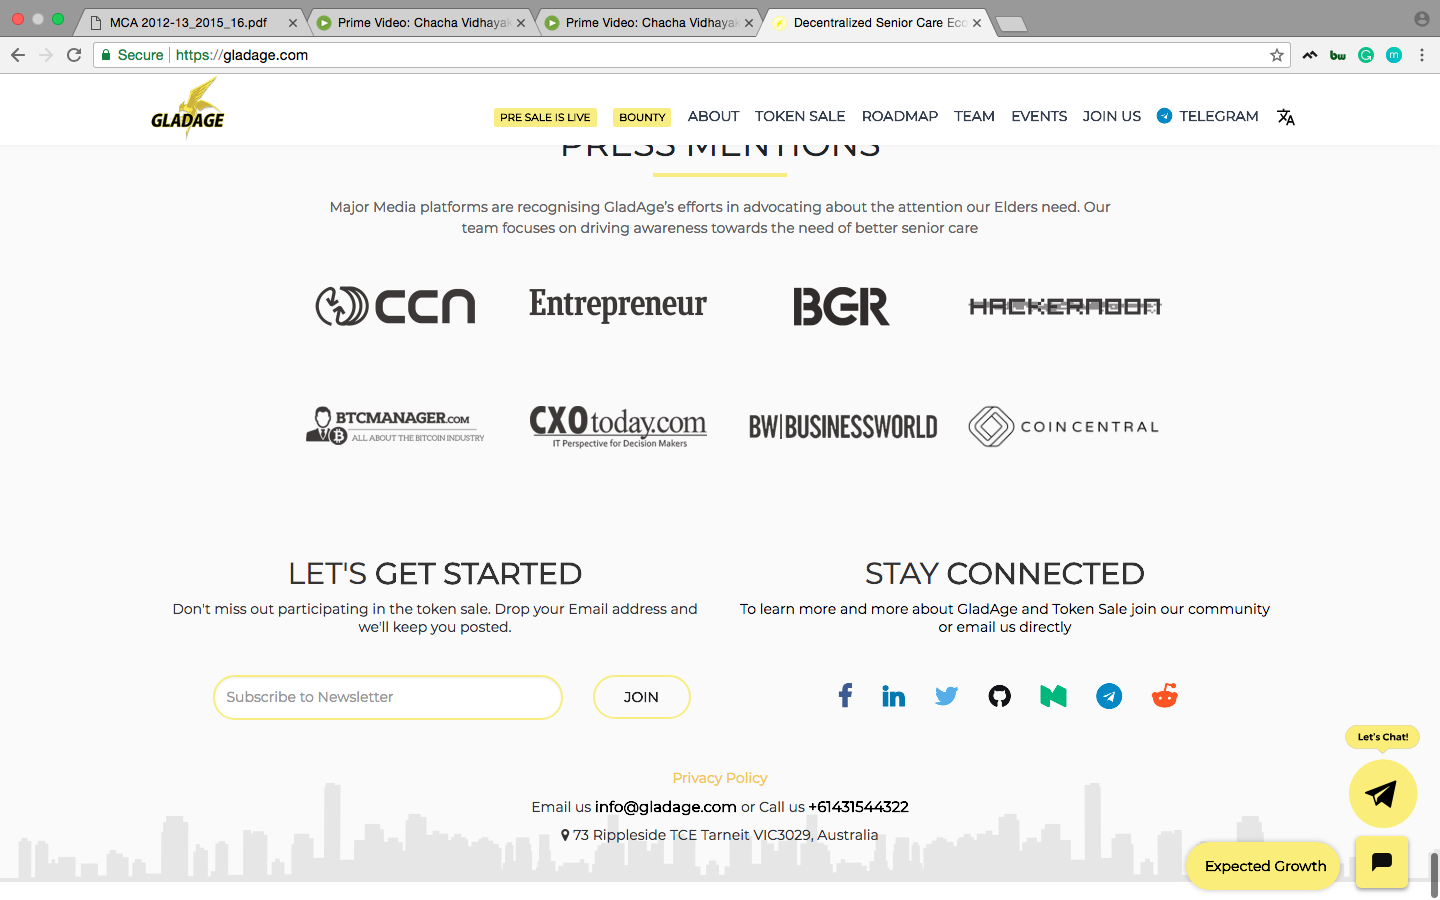 MCA 2012-13_2015_16.pdf
Prime Video: Chacha Vidhayak
Prime Video: Chacha Vidhayak
Decentralized Senior Care Eco
Secure
https://gladage.com
bw
G
m
GLADAGE
PRE SALE IS LIVE
BOUNTY
ABOUT
TOKEN SALE
ROADMAP
TEAM
EVENTS
JOIN US
TELEGRAM
PRESS MENTIONS
Major Media platforms are recognising GladAge's efforts in advocating about the attention our Elders need. Our
team focuses on driving awareness towards the need of better senior care
CCN
Entrepreneur
BGR
HACKERNOON
BTCMANAGER.COM
ALL ABOUT THE BITCOIN INDUSTRY
CXOtoday.com
IT Perspective for Decision Makers
BW|BUSINESSWORLD
COINCENTRAL
LET'S GET STARTED
Don't miss out participating in the token sale. Drop your Email address and
we'll keep you posted.
Subscribe to Newsletter
JOIN
STAY CONNECTED
To learn more and more about GladAge and Token Sale join our community
or email us directly
Let's Chat!
Privacy Policy
Email us info@gladage.com or Call us +61431544322
73 Rippleside TCE Tarneit VIC3029, Australia
Expected Growth